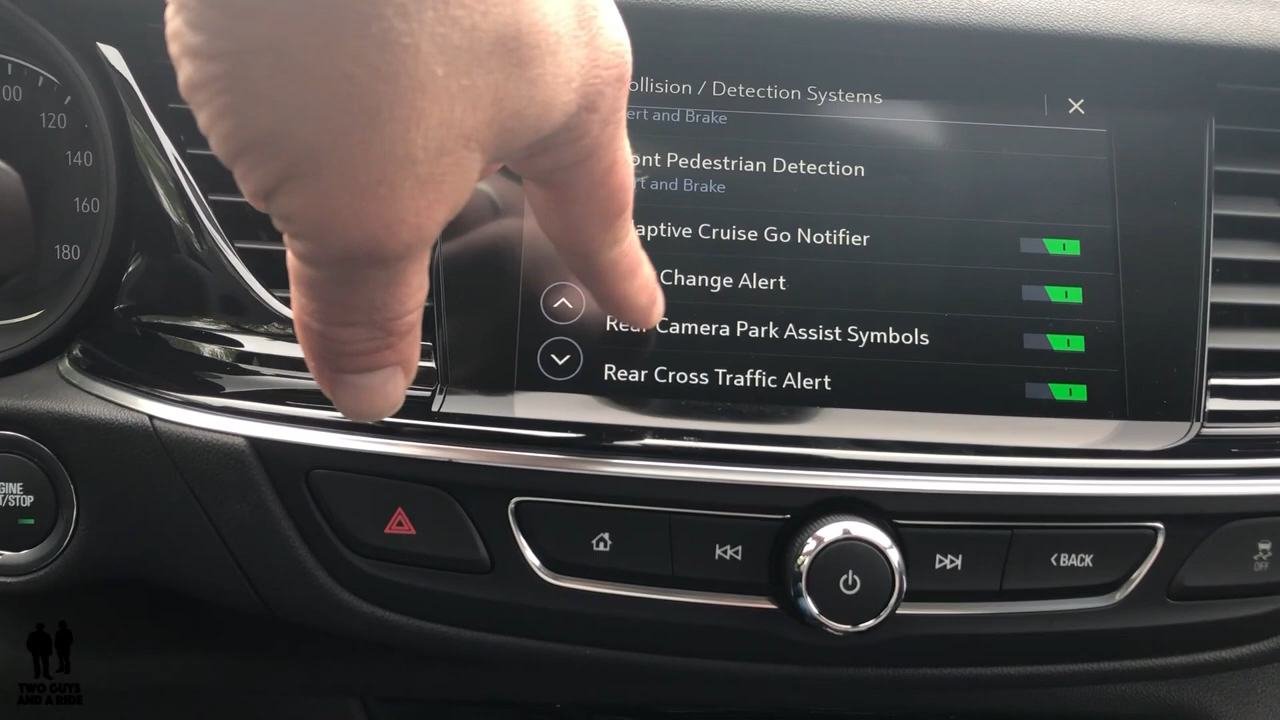 00
120
140
160
180
ollision / Detection Systems
ert and Brake
ont Pedestrian Detection
rt and Brake
aptive Cruise Go Notifier
Change Alert
Rear Camera Park Assist Symbols
Rear Cross Traffic Alert
GINE
T/STOP
BACK
OFF
TWO GUYS
AND A RIDE